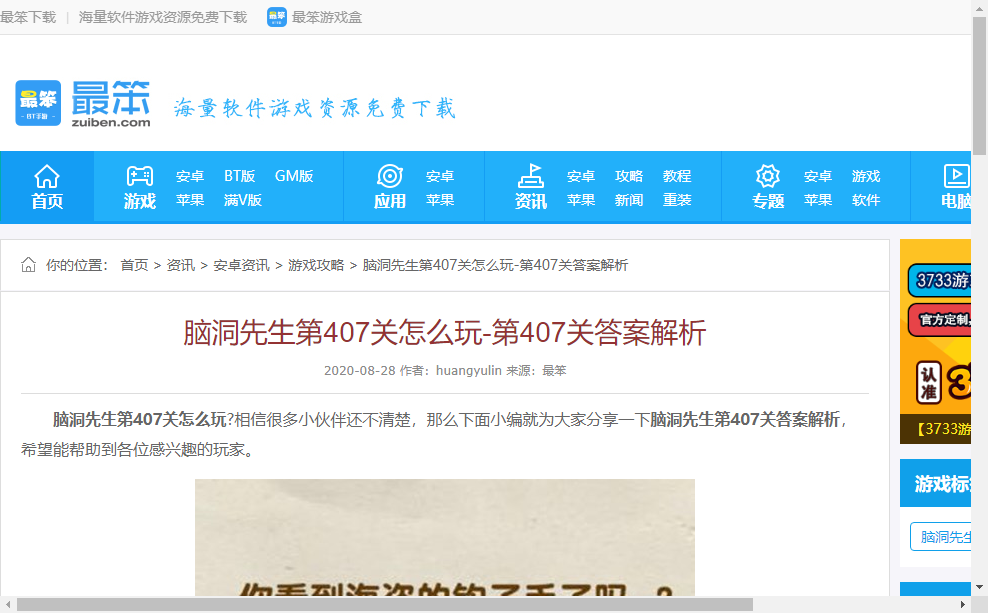 最笨下载 | 海量软件游戏资源免费下载 最笨游戏盒
最笨 最笨
-BT手游-
zuiben.com
海量软件游戏资源免费下载
安卓 BT版 GM版 安卓 安卓 攻略 教程 安卓 游戏
首页 游戏 苹果 满V版 应用 苹果 资讯 苹果 新闻 重装 专题 苹果 软件 电脑
你的位置： 首页 > 资讯 > 安卓资讯 > 游戏攻略 > 脑洞先生第407关怎么玩-第407关答案解析
脑洞先生第407关怎么玩-第407关答案解析
2020-08-28 作者：huangyulin 来源：最笨
脑洞先生第407关怎么玩?相信很多小伙伴还不清楚，那么下面小编就为大家分享一下脑洞先生第407关答案解析，
希望能帮助到各位感兴趣的玩家。
你看到海盗的钩子手了吗 ?
3733游
官方定制,
认准 3
【3733游
游戏标
脑洞先生